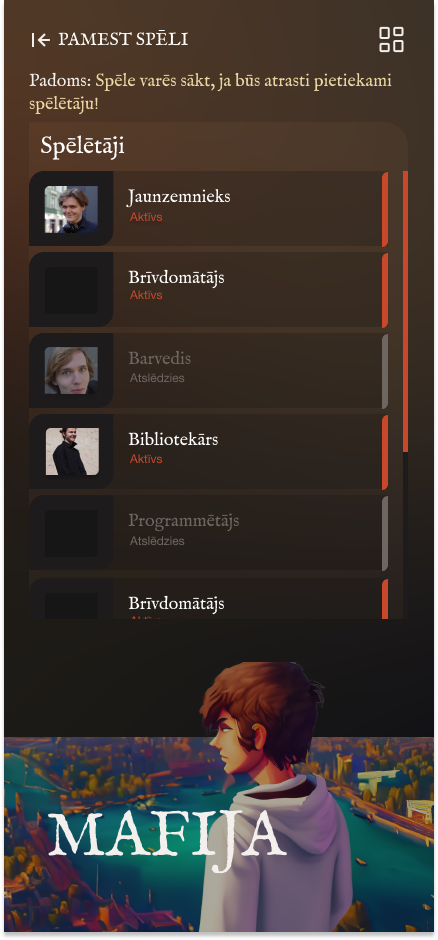 PAMEST SPĒLI
Padoms: Spēle varēs sākt, ja būs atrasti pietiekami
spēlētāju!
Spēlētāji
Jaunzemnieks
Aktīvs
Brīvdomātājs
Aktīvs
Barvedis
Atslēdzies
Bibliotekārs
Aktīvs
Programmētājs
Atslēdzies
Brīvdomātājs
MAFIJA